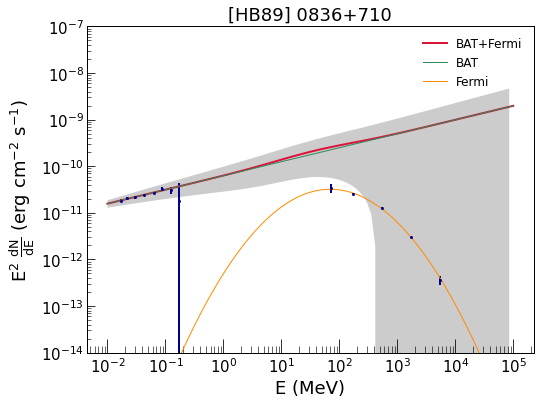 [HB89] 0836+710
E² dN/dE (erg cm⁻² s⁻¹)
10⁻⁷
10⁻⁸
10⁻⁹
10⁻¹⁰
10⁻¹¹
10⁻¹²
10⁻¹³
10⁻¹⁴
BAT+Fermi
BAT
Fermi
10⁻² 10⁻¹ 10⁰ 10¹ 10² 10³ 10⁴ 10⁵
E (MeV)